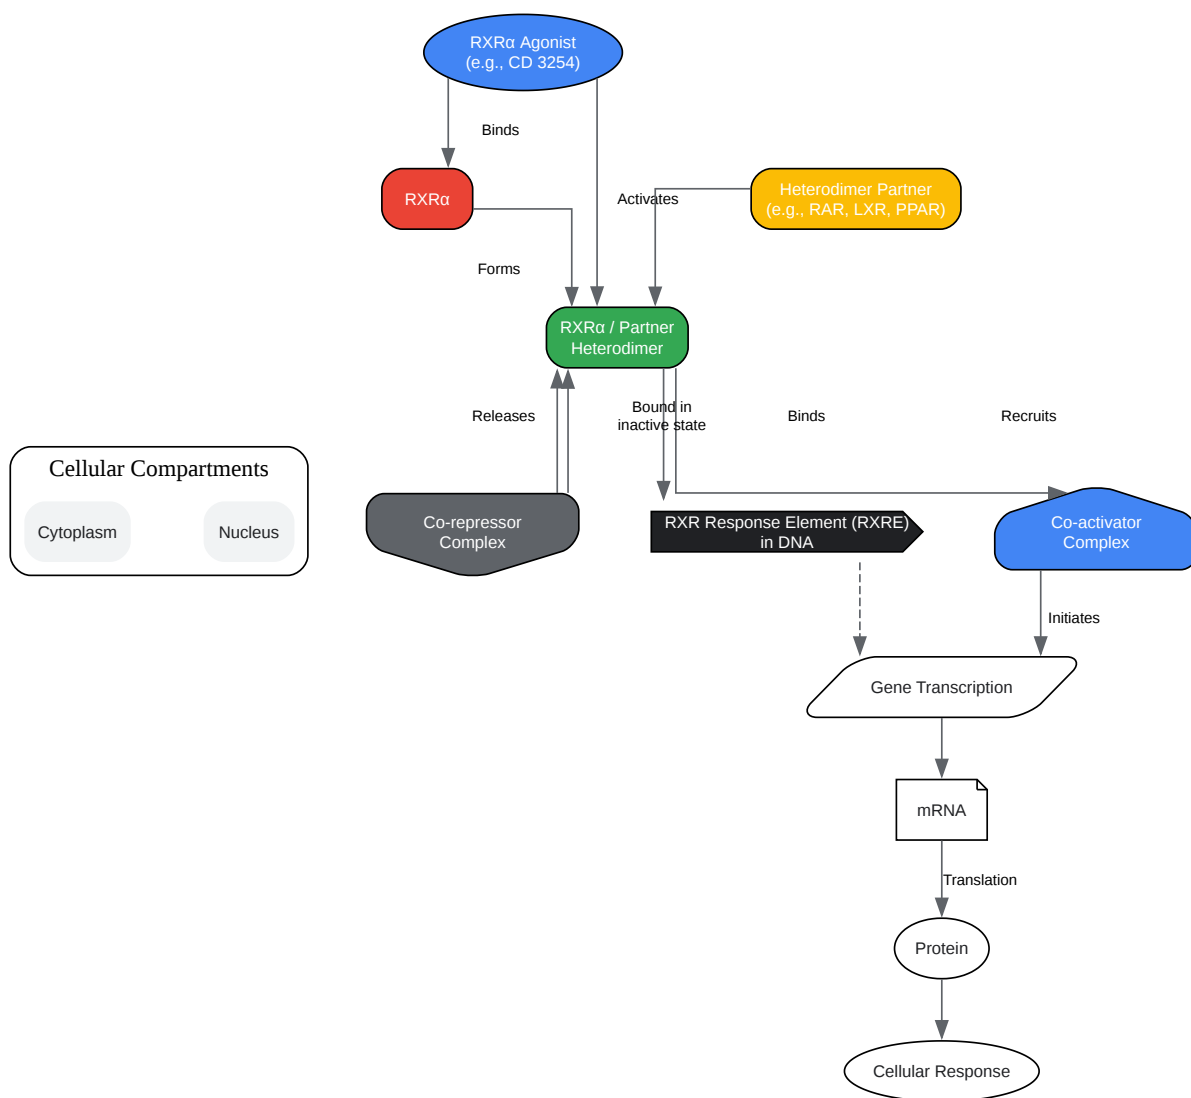 RXRα Agonist
(e.g., CD 3254)
Binds
RXRα
Activates
Heterodimer Partner
(e.g., RAR, LXR, PPAR)
Forms
RXRα / Partner
Heterodimer
Releases
Bound in
inactive state
Binds
Recruits
Cellular Compartments
Cytoplasm
Nucleus
Co-repressor
Complex
RXR Response Element (RXRE)
in DNA
Co-activator
Complex
Initiates
Gene Transcription
mRNA
Translation
Protein
Cellular Response